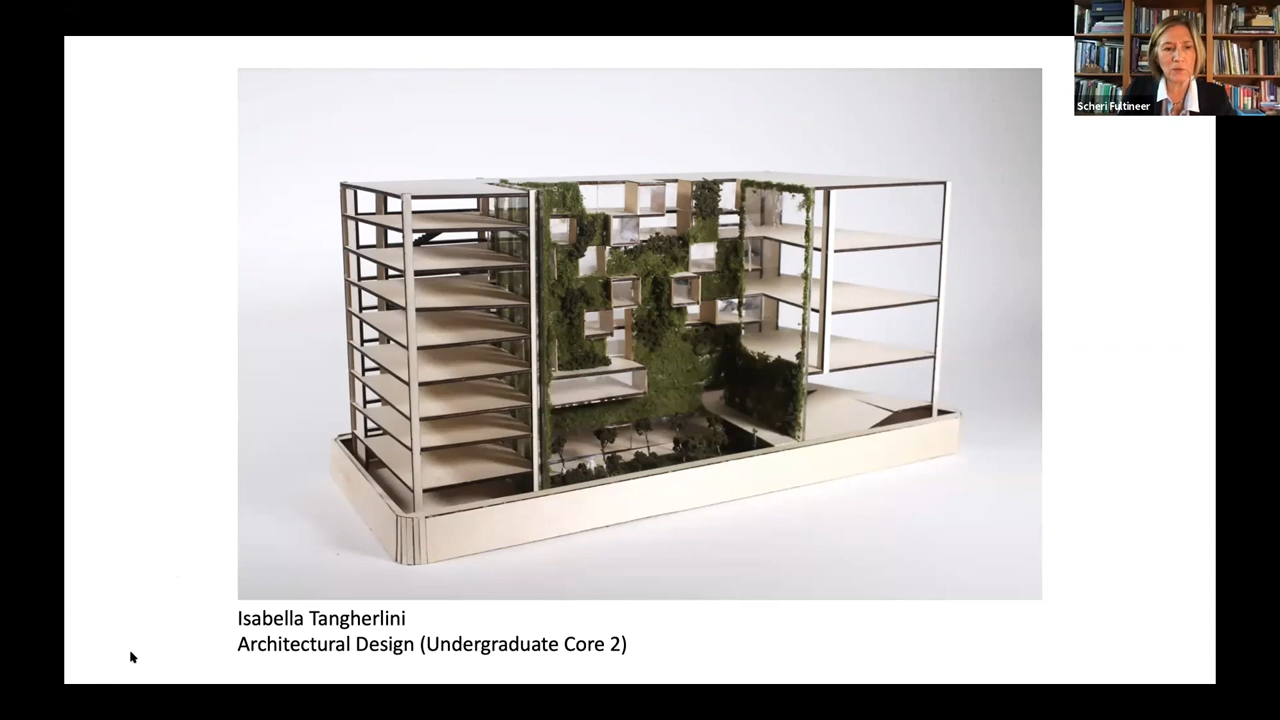 Scheri Fultineer
Isabella Tangherlini
Architectural Design (Undergraduate Core 2)